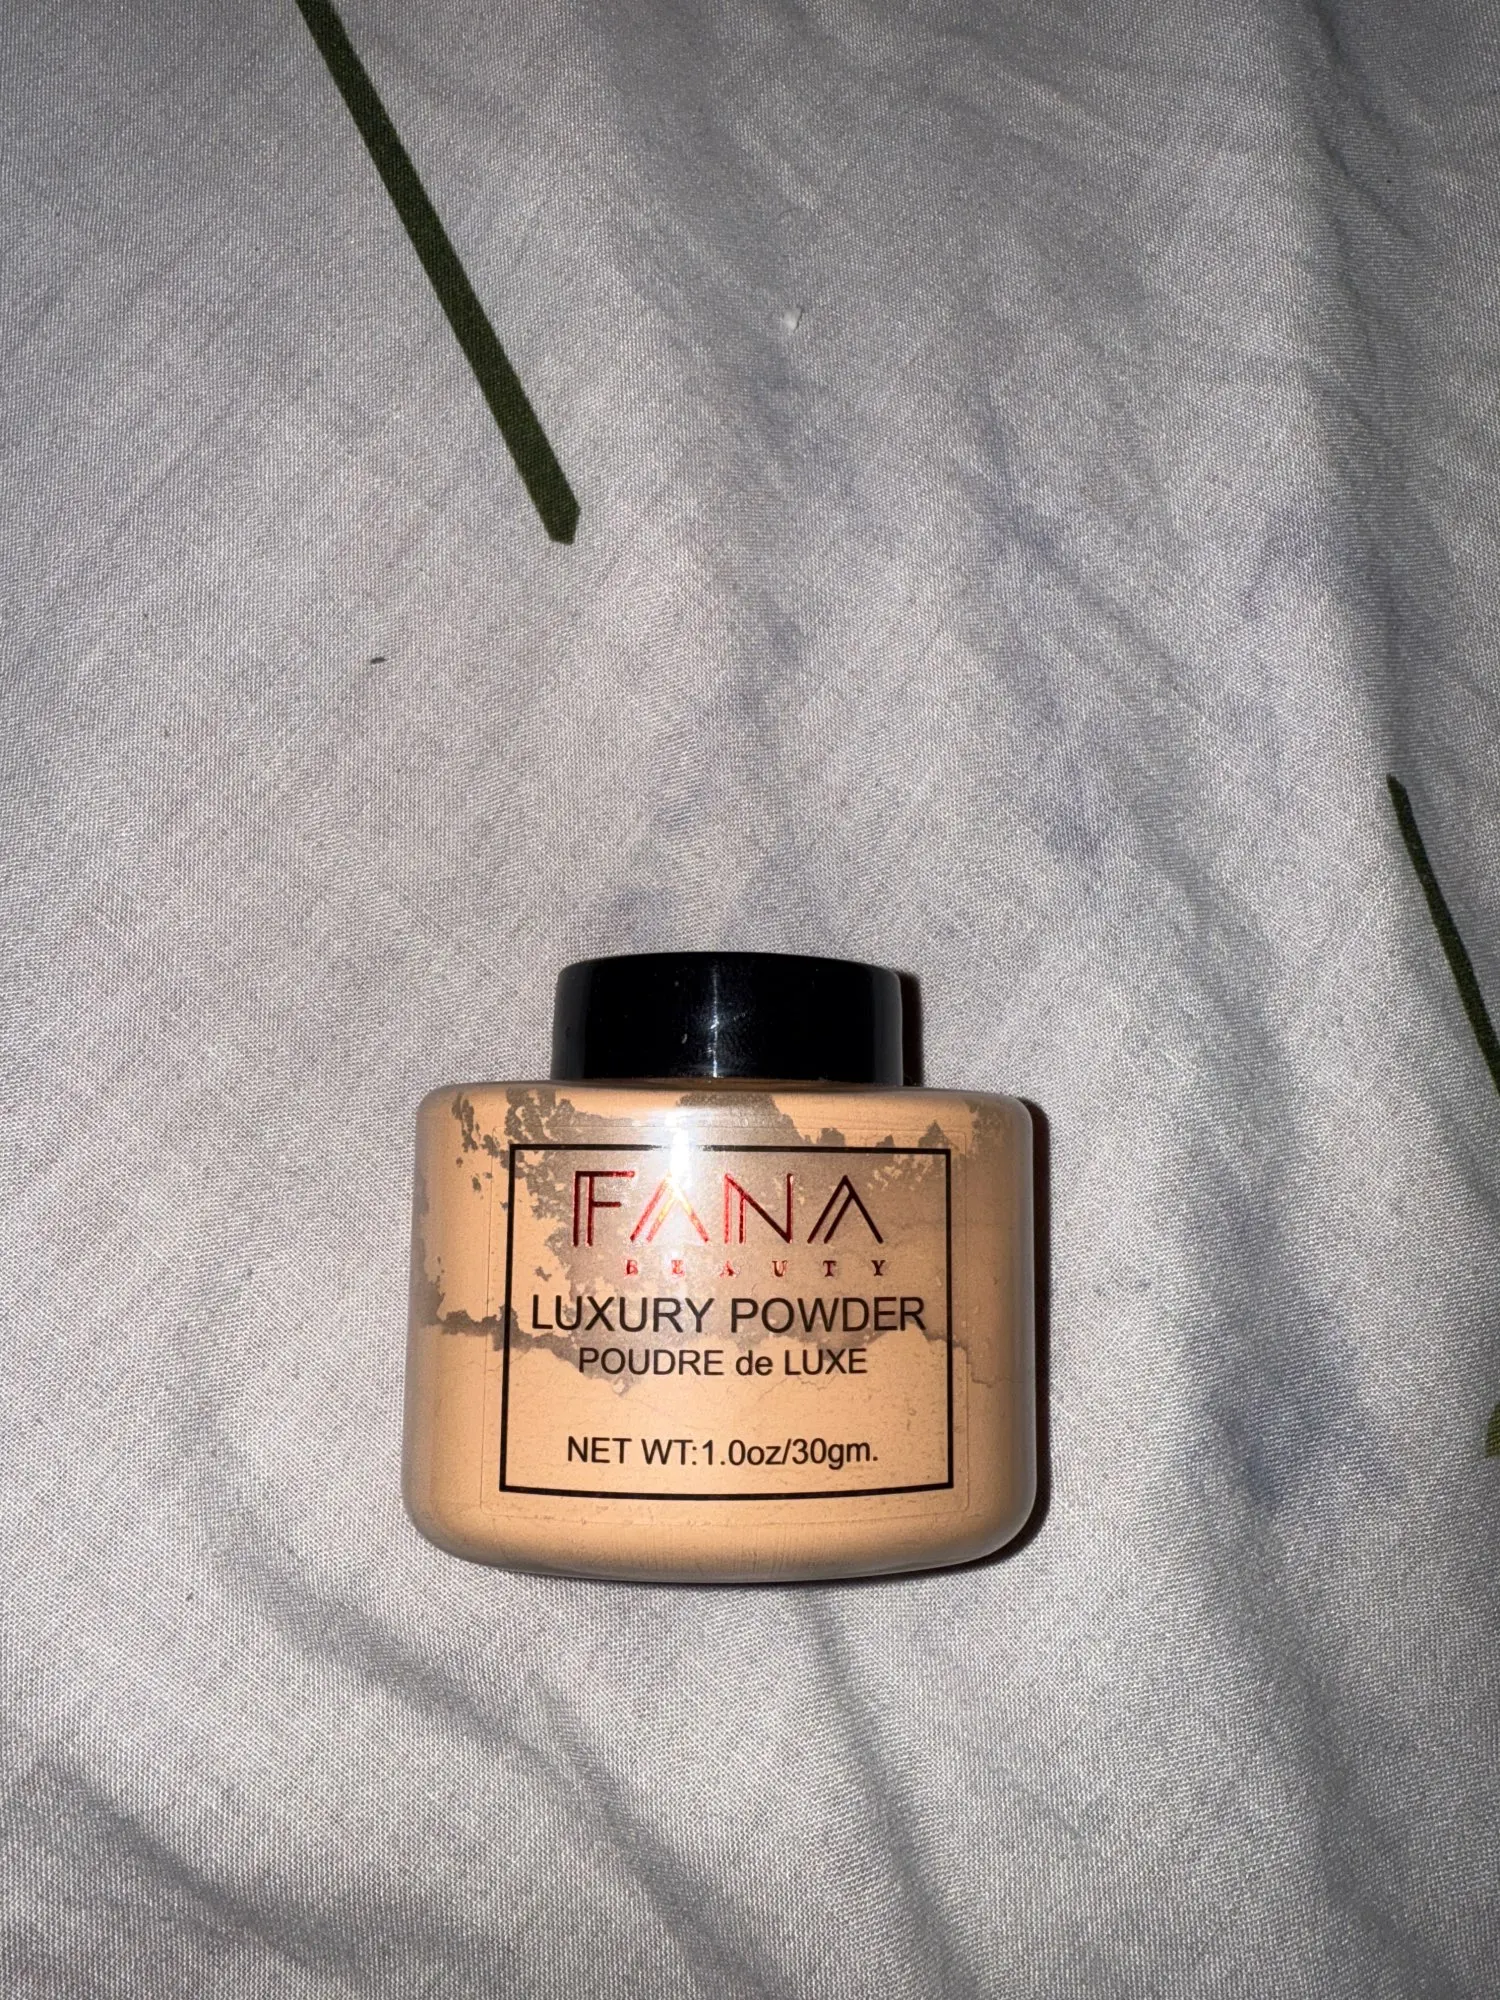 FANA
BEAUTY
LUXURY POWDER
POUDRE de LUXE
NET WT:1.0oz/30gm.